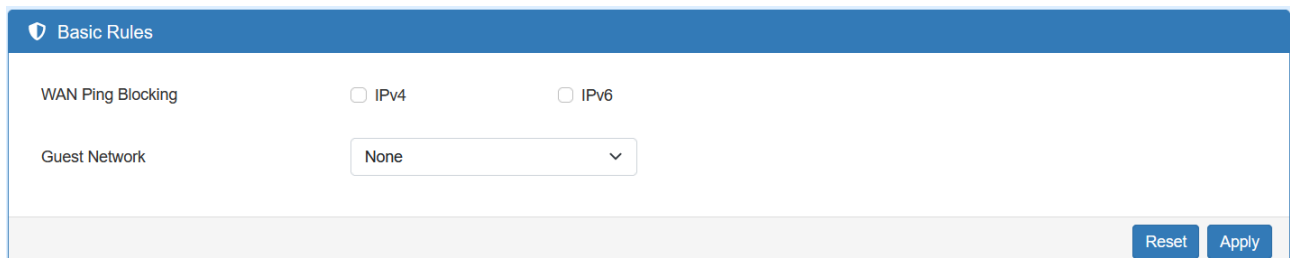 Basic Rules
WAN Ping Blocking IPv4 IPv6
Guest Network None
Reset Apply